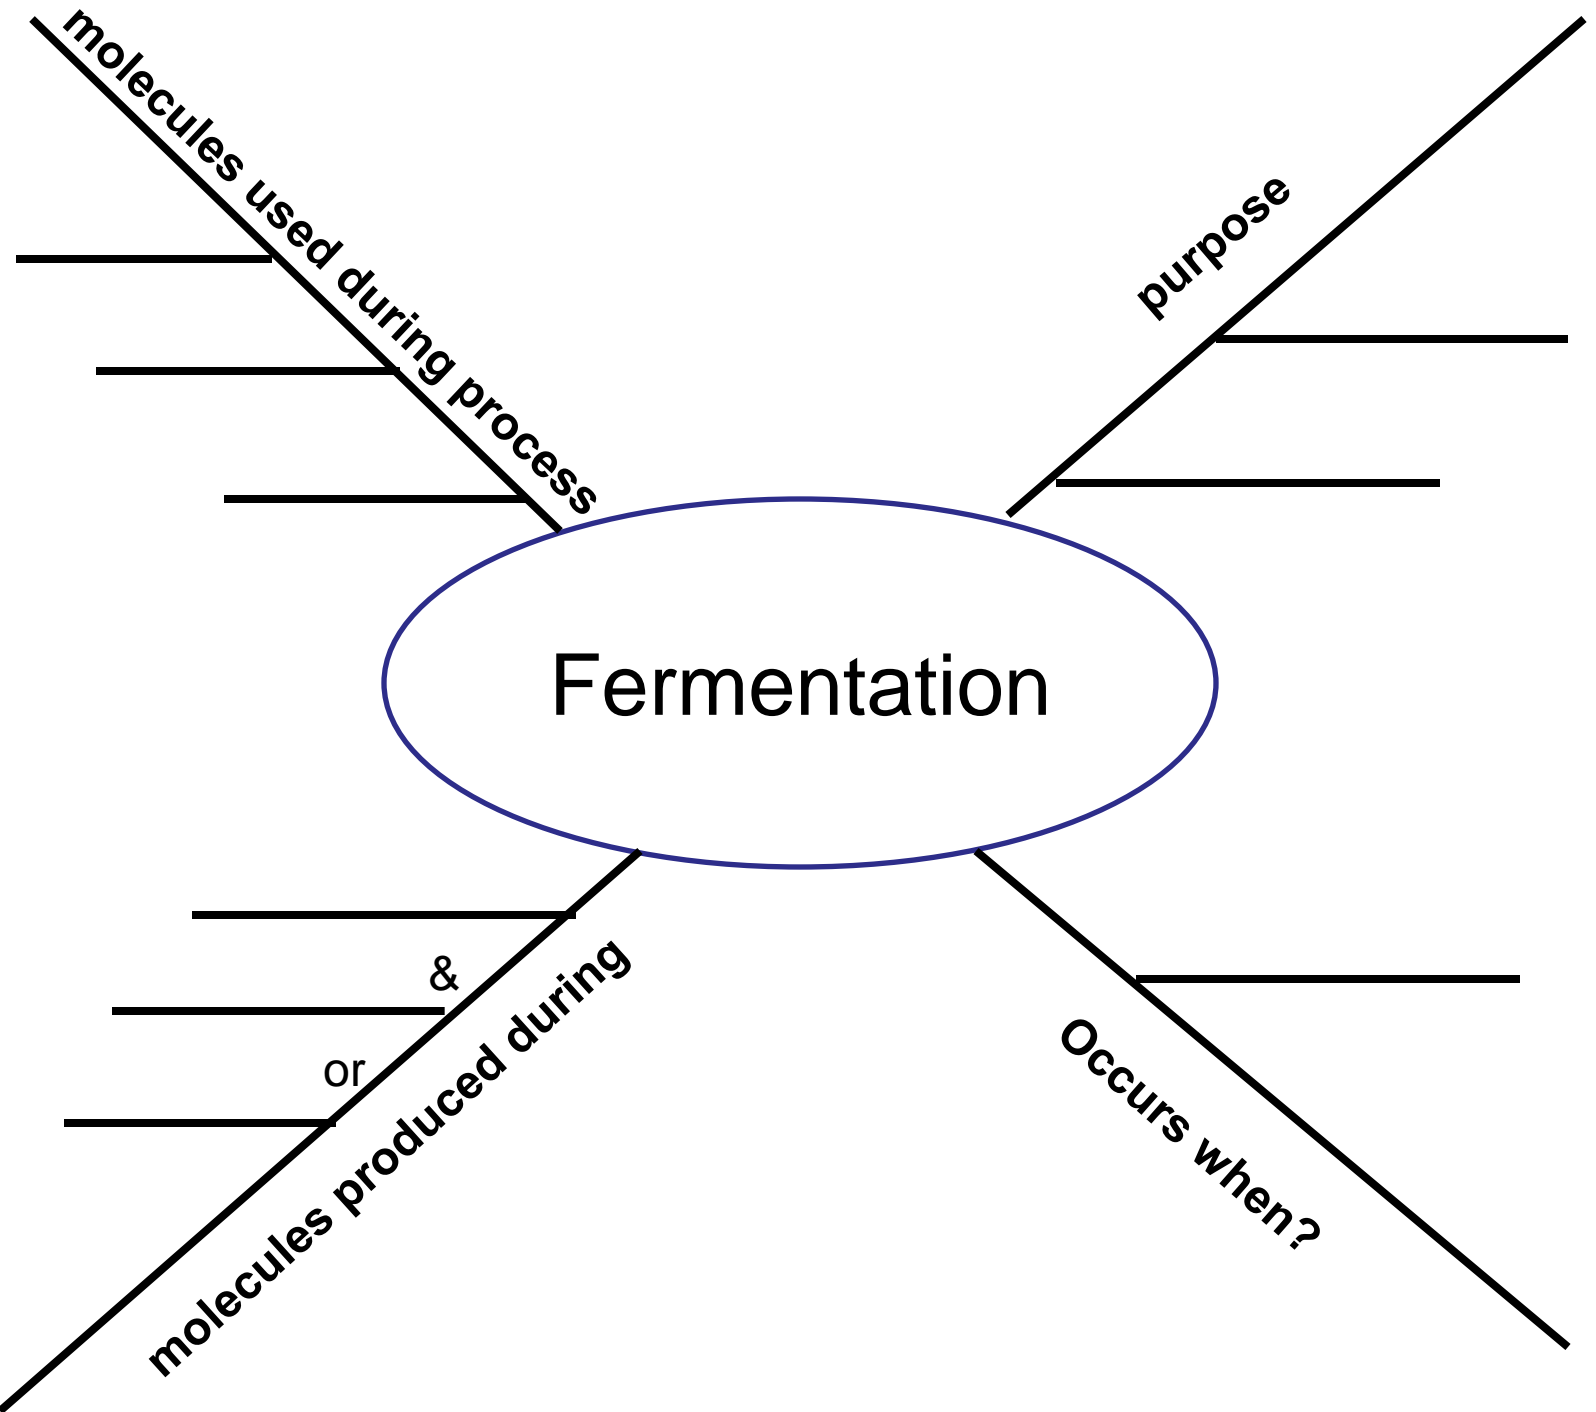 molecules used during process
purpose
Fermentation
&
or
molecules produced during
Occurs when?